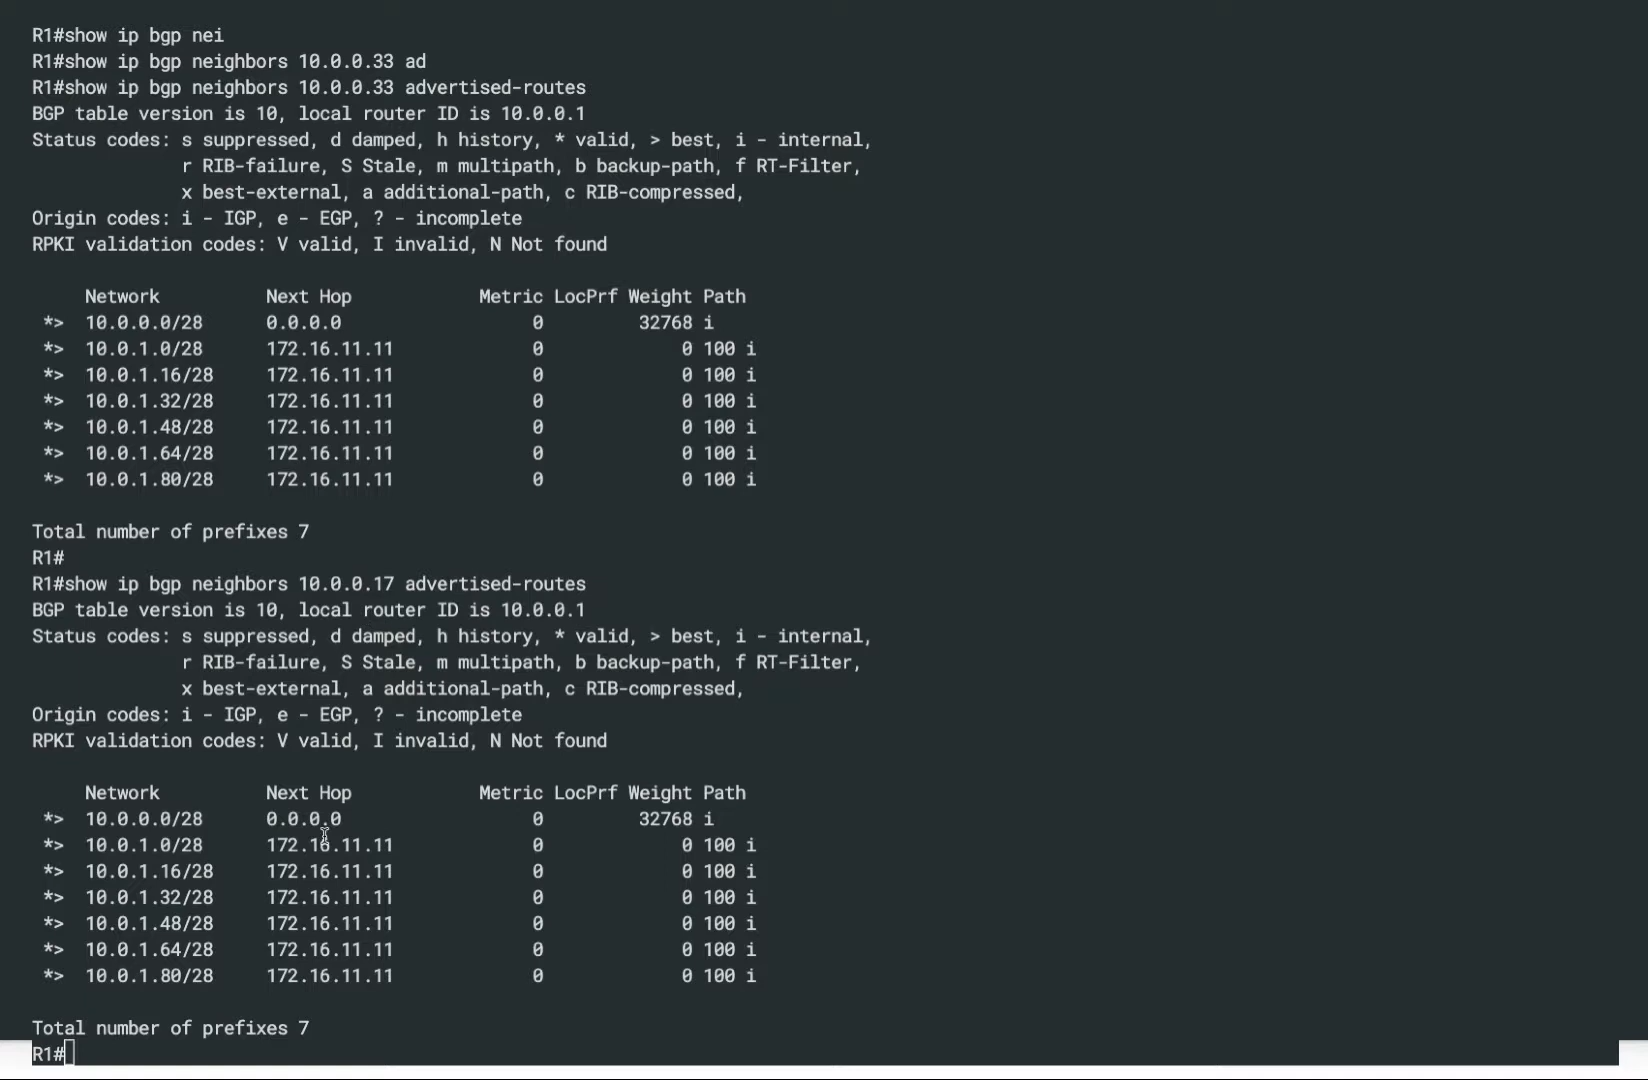 R1#show ip bgp nei
R1#show ip bgp neighbors 10.0.0.33 ad
R1#show ip bgp neighbors 10.0.0.33 advertised-routes
BGP table version is 10, local router ID is 10.0.0.1
Status codes: s suppressed, d damped, h history, * valid, > best, i - internal,
              r RIB-failure, S Stale, m multipath, b backup-path, f RT-Filter,
              x best-external, a additional-path, c RIB-compressed,
Origin codes: i - IGP, e - EGP, ? - incomplete
RPKI validation codes: V valid, I invalid, N Not found
     Network          Next Hop            Metric LocPrf Weight Path
 *>  10.0.0.0/28      0.0.0.0                  0         32768 i
 *>  10.0.1.0/28      172.16.11.11             0             0 100 i
 *>  10.0.1.16/28     172.16.11.11             0             0 100 i
 *>  10.0.1.32/28     172.16.11.11             0             0 100 i
 *>  10.0.1.48/28     172.16.11.11             0             0 100 i
 *>  10.0.1.64/28     172.16.11.11             0             0 100 i
 *>  10.0.1.80/28     172.16.11.11             0             0 100 i
Total number of prefixes 7
R1#
R1#show ip bgp neighbors 10.0.0.17 advertised-routes
BGP table version is 10, local router ID is 10.0.0.1
Status codes: s suppressed, d damped, h history, * valid, > best, i - internal,
              r RIB-failure, S Stale, m multipath, b backup-path, f RT-Filter,
              x best-external, a additional-path, c RIB-compressed,
Origin codes: i - IGP, e - EGP, ? - incomplete
RPKI validation codes: V valid, I invalid, N Not found
     Network          Next Hop            Metric LocPrf Weight Path
 *>  10.0.0.0/28      0.0.0.0                  0         32768 i
 *>  10.0.1.0/28      172.16.11.11             0             0 100 i
 *>  10.0.1.16/28     172.16.11.11             0             0 100 i
 *>  10.0.1.32/28     172.16.11.11             0             0 100 i
 *>  10.0.1.48/28     172.16.11.11             0             0 100 i
 *>  10.0.1.64/28     172.16.11.11             0             0 100 i
 *>  10.0.1.80/28     172.16.11.11             0             0 100 i
Total number of prefixes 7
R1#